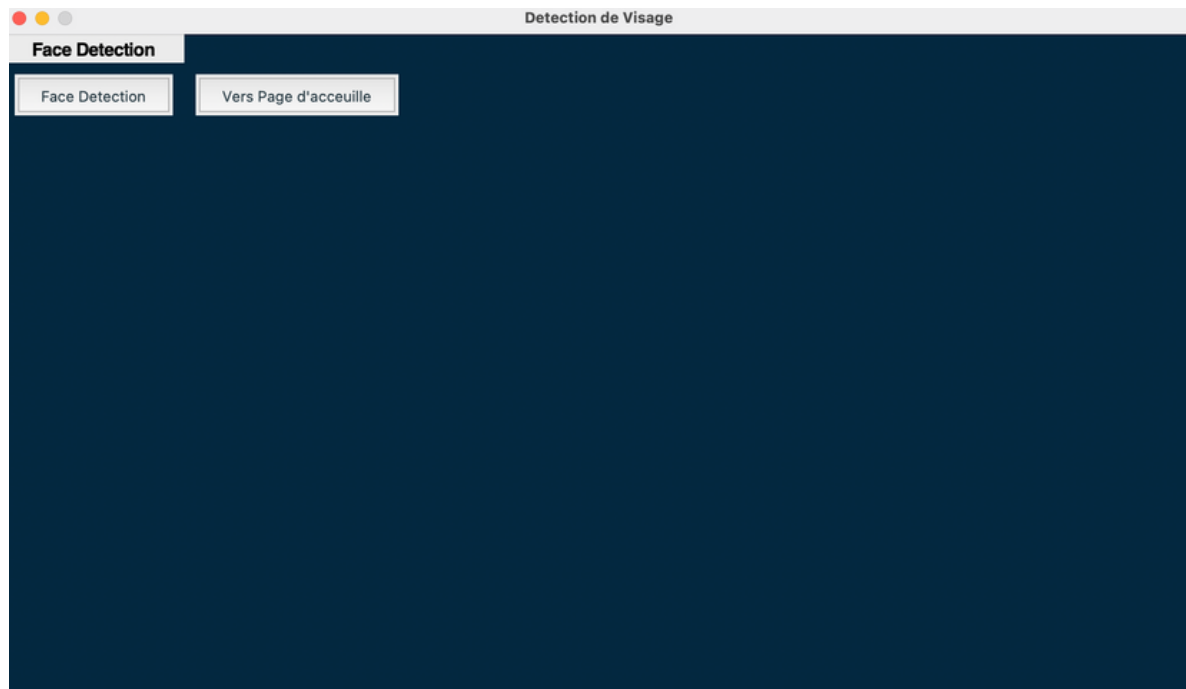 Detection de Visage
Face Detection
Face Detection Vers Page d'acceuille